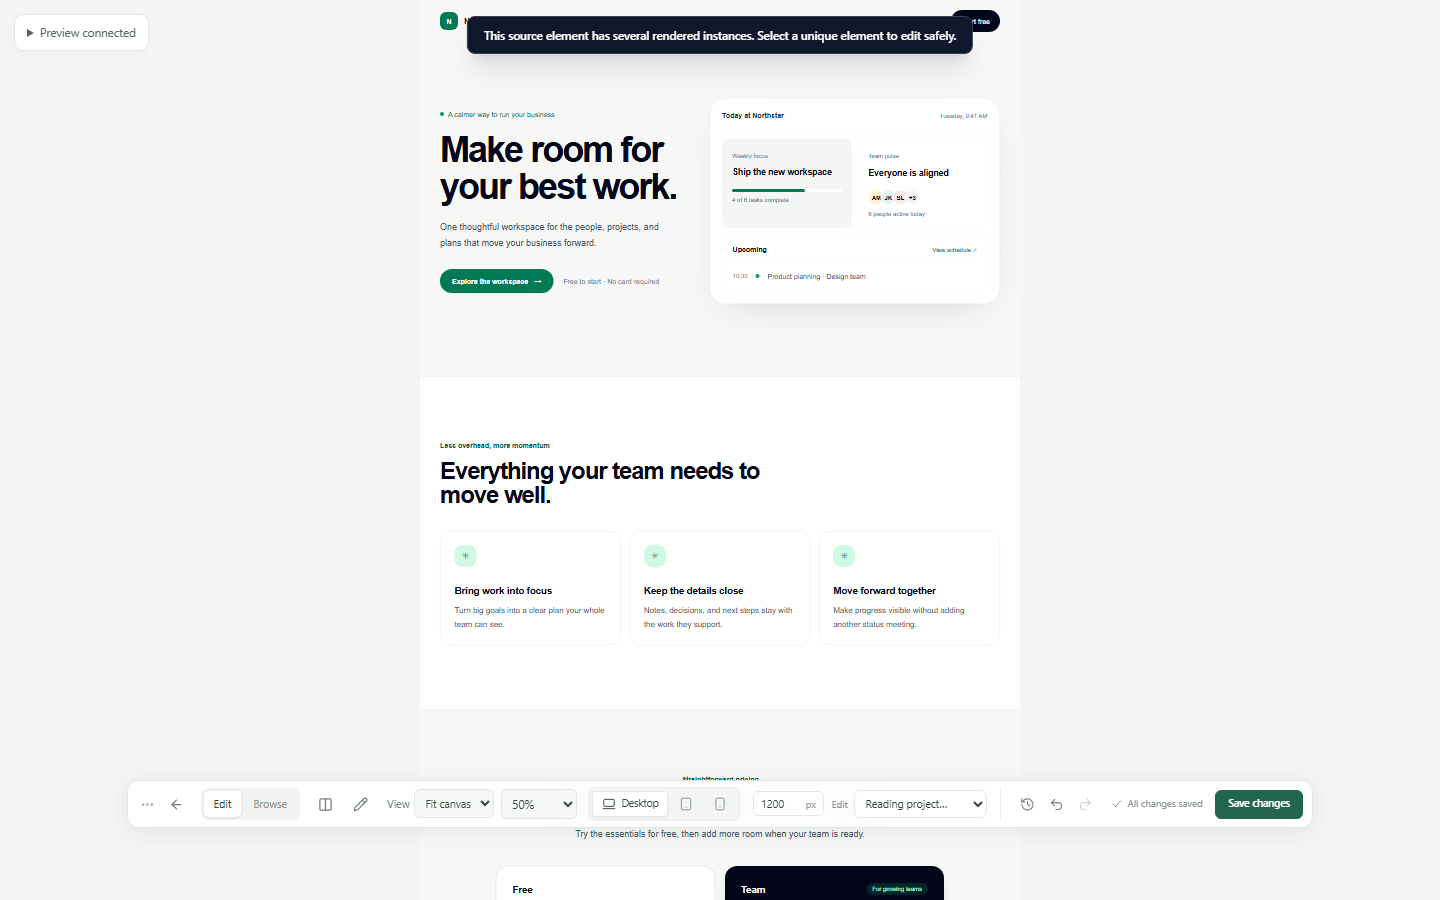 Preview connected
N
This source element has several rendered instances. Select a unique element to edit safely.
A calmer way to run your business
Make room for
your best work.
One thoughtful workspace for the people, projects, and
plans that move your business forward.
Explore the workspace →
Free to start · No card required
Today at Northstar
Tuesday, 9:41 AM
Weekly focus
Ship the new workspace
4 of 6 tasks complete
Team pulse
Everyone is aligned
AM JK SL +3
8 people active today
Upcoming
View schedule ↗
10:30
Product planning · Design team
Less overhead, more momentum
Everything your team needs to
move well.
Bring work into focus
Turn big goals into a clear plan your whole
team can see.
Keep the details close
Notes, decisions, and next steps stay with
the work they support.
Move forward together
Make progress visible without adding
another status meeting.
Straightforward pricing
Edit
Browse
View
Fit canvas
50%
Desktop
1200 px
Edit
Reading project...
All changes saved
Save changes
Try the essentials for free, then add more room when your team is ready.
Free
Team
For growing teams